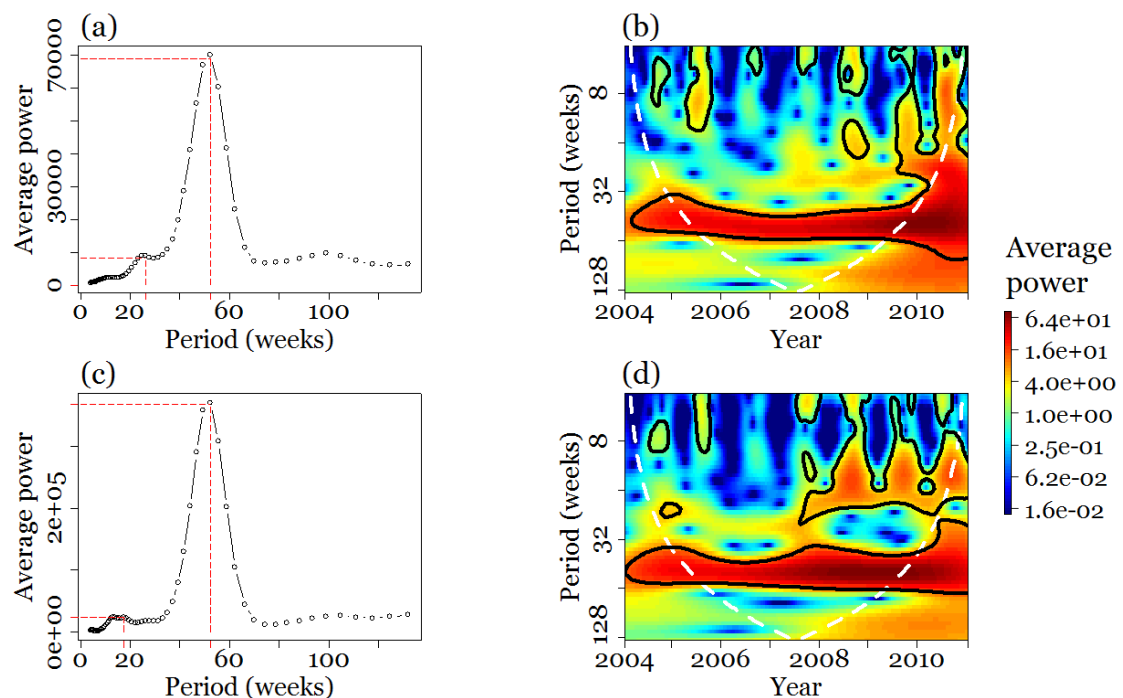 (a)
Average power
0 30000 70000
0 20 60 100
Period (weeks)
(b)
Period (weeks)
8
32
128
2004 2006 2008 2010
Year
(c)
Average power
0e+00 2e+05
0 20 60 100
Period (weeks)
(d)
Period (weeks)
8
32
128
2004 2006 2008 2010
Year
Average
power
6.4e+01
1.6e+01
4.0e+00
1.0e+00
2.5e-01
6.2e-02
1.6e-02